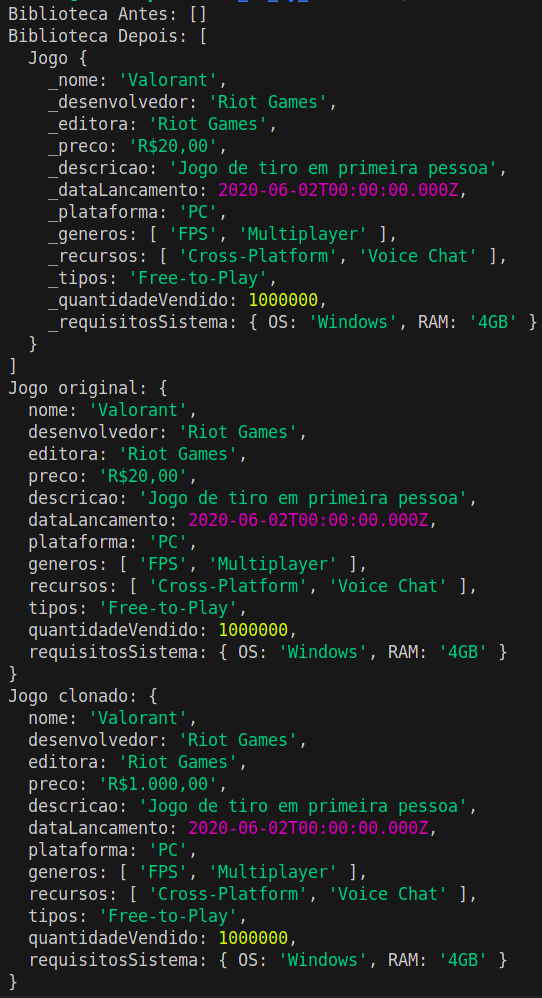 Biblioteca Antes: []
Biblioteca Depois: [
  Jogo {
    _nome: 'Valorant',
    _desenvolvedor: 'Riot Games',
    _editora: 'Riot Games',
    _preco: 'R$20,00',
    _descricao: 'Jogo de tiro em primeira pessoa',
    _dataLancamento: 2020-06-02T00:00:00.000Z,
    _plataforma: 'PC',
    _generos: [ 'FPS', 'Multiplayer' ],
    _recursos: [ 'Cross-Platform', 'Voice Chat' ],
    _tipos: 'Free-to-Play',
    _quantidadeVendido: 1000000,
    _requisitosSistema: { OS: 'Windows', RAM: '4GB' }
  }
]
Jogo original: {
  nome: 'Valorant',
  desenvolvedor: 'Riot Games',
  editora: 'Riot Games',
  preco: 'R$20,00',
  descricao: 'Jogo de tiro em primeira pessoa',
  dataLancamento: 2020-06-02T00:00:00.000Z,
  plataforma: 'PC',
  generos: [ 'FPS', 'Multiplayer' ],
  recursos: [ 'Cross-Platform', 'Voice Chat' ],
  tipos: 'Free-to-Play',
  quantidadeVendido: 1000000,
  requisitosSistema: { OS: 'Windows', RAM: '4GB' }
}
Jogo clonado: {
  nome: 'Valorant',
  desenvolvedor: 'Riot Games',
  editora: 'Riot Games',
  preco: 'R$1.000,00',
  descricao: 'Jogo de tiro em primeira pessoa',
  dataLancamento: 2020-06-02T00:00:00.000Z,
  plataforma: 'PC',
  generos: [ 'FPS', 'Multiplayer' ],
  recursos: [ 'Cross-Platform', 'Voice Chat' ],
  tipos: 'Free-to-Play',
  quantidadeVendido: 1000000,
  requisitosSistema: { OS: 'Windows', RAM: '4GB' }
}